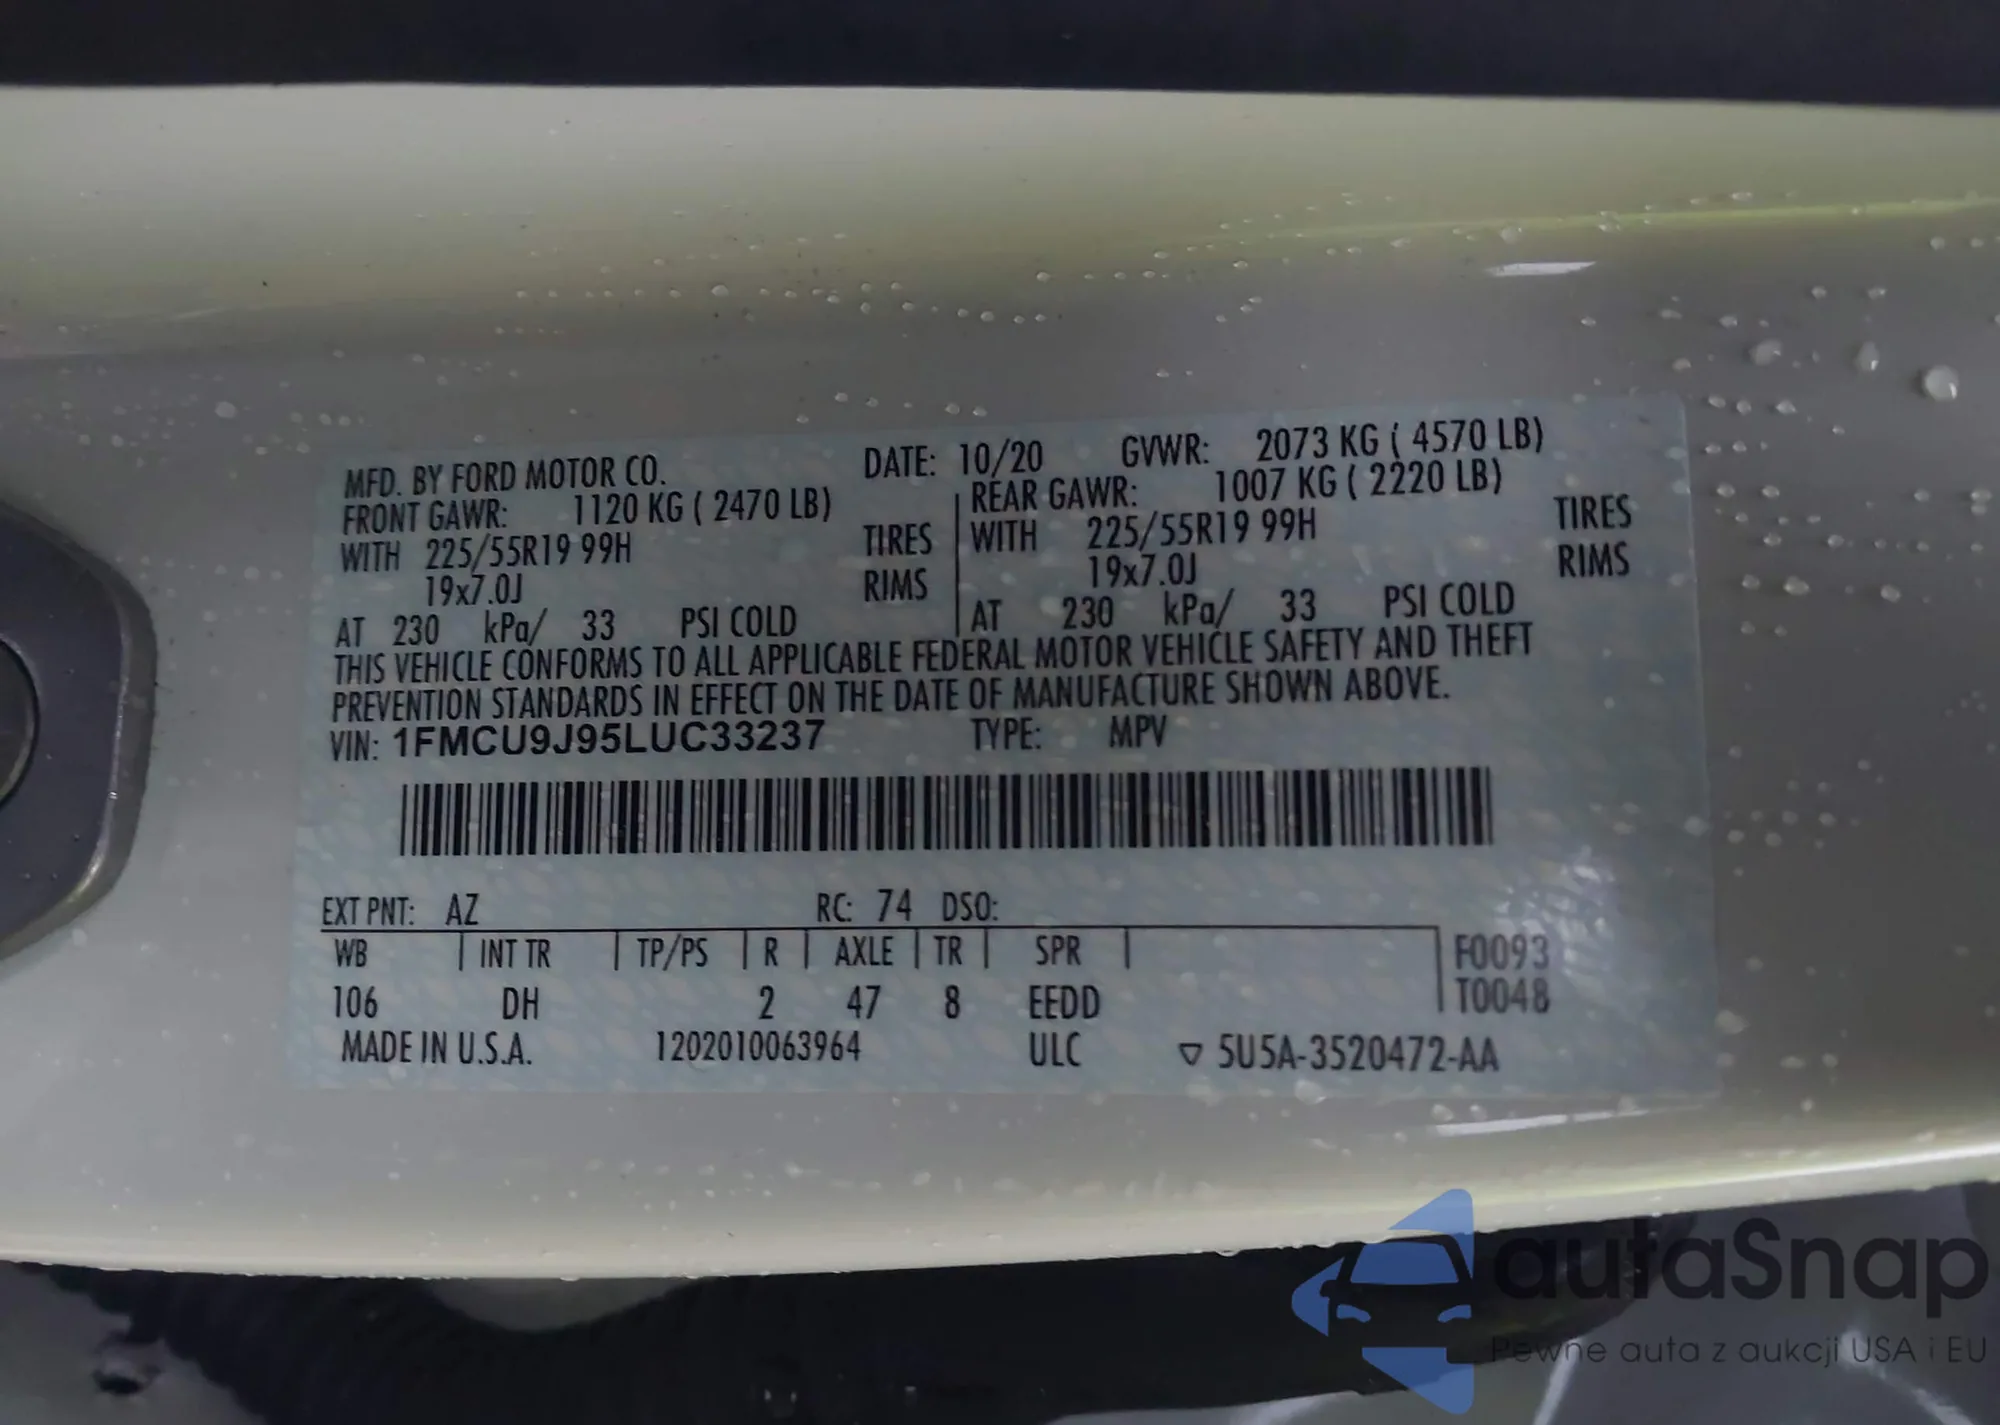 MFD. BY FORD MOTOR CO. DATE: 10/20 GVWR: 2073 KG ( 4570 LB)
FRONT GAWR: 1120 KG ( 2470 LB) REAR GAWR: 1007 KG ( 2220 LB)
WITH 225/55R19 99H TIRES WITH 225/55R19 99H TIRES
19x7.0J RIMS 19x7.0J RIMS
AT 230 kPa/ 33 PSI COLD AT 230 kPa/ 33 PSI COLD
THIS VEHICLE CONFORMS TO ALL APPLICABLE FEDERAL MOTOR VEHICLE SAFETY AND THEFT
PREVENTION STANDARDS IN EFFECT ON THE DATE OF MANUFACTURE SHOWN ABOVE.
VIN: 1FMCU9J95LUC33237 TYPE: MPV
EXT PNT: AZ RC: 74 DSO:
WB INT TR TP/PS R AXLE TR SPR F0093
106 DH 2 47 8 EEDD T0048
MADE IN U.S.A. 1202010063964 ULC ▽ 5U5A-3520472-AA
autaSnap
Pewne auta z aukcji USA i EU